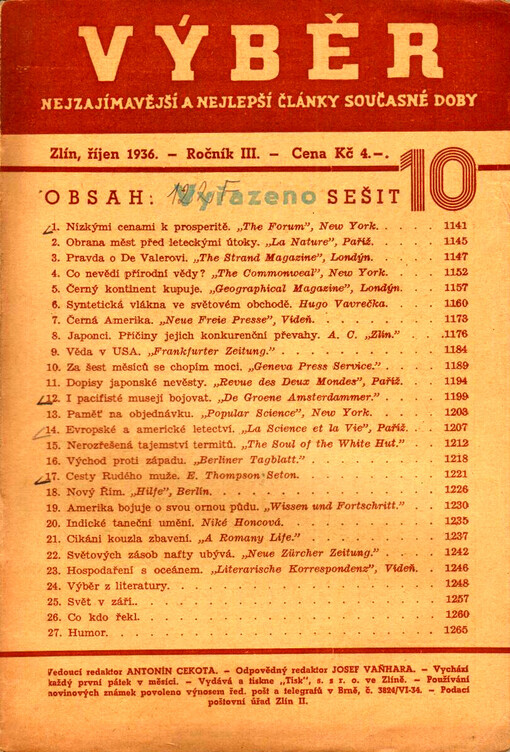 VÝBĚR
NEJZAJÍMAVĚJŠÍ A NEJLEPŠÍ ČLÁNKY SOUČASNÉ DOBY
Zlín, říjen 1936. – Ročník III. – Cena Kč 4.–.
OBSAH: Vyřazeno SEŠIT 10
1. Nízkými cenami k prosperitě. „The Forum", New York. . . . . 1141
2. Obrana měst před leteckými útoky. „La Nature", Paříž. . . . . 1145
3. Pravda o De Valerovi. „The Strand Magazine", Londýn. . . . . 1147
4. Co nevědí přírodní vědy? „The Commonweal", New York. . . . . 1152
5. Černý kontinent kupuje. „Geographical Magazine", Londýn. . . . 1157
6. Syntetická vlákna ve světovém obchodě. Hugo Vavrečka. . . . . 1160
7. Černá Amerika. „Neue Freie Presse", Vídeň. . . . . 1173
8. Japonci. Příčiny jejich konkurenční převahy. A. C. „Zlín." . . . 1176
9. Věda v USA. „Frankfurter Zeitung." . . . . . 1184
10. Za šest měsíců se chopím moci. „Geneva Press Service." . . . . 1189
11. Dopisy japonské nevěsty. „Revue des Deux Mondes", Paříž. . . . 1194
12. I pacifisté musejí bojovat. „De Groene Amsterdammer." . . . . 1199
13. Paměť na objednávku. „Popular Science", New York. . . . . 1203
14. Evropské a americké letectví. „La Science et la Vie", Paříž. . . 1207
15. Nerozřešená tajemství termitů. „The Soul of the White Hut." . . . 1212
16. Východ proti západu. „Berliner Tagblatt." . . . . . 1218
17. Cesty Rudého muže. E. Thompson Seton. . . . . . 1221
18. Nový Řím. „Hilfe", Berlín. . . . . . 1226
19. Amerika bojuje o svou ornou půdu. „Wissen und Fortschritt." . . . 1230
20. Indické taneční umění. Niké Honcová. . . . . . 1235
21. Cikáni kouzla zbavení. „A Romany Life." . . . . . 1237
22. Světových zásob nafty ubývá. „Neue Zürcher Zeitung." . . . . 1242
23. Hospodaření s oceánem. „Literarische Korrespondenz", Vídeň. . . 1246
24. Výběr z literatury. . . . . . 1248
25. Svět v září. . . . . . 1257
26. Co kdo řekl. . . . . . 1260
27. Humor. . . . . . 1265
Vedoucí redaktor ANTONÍN CEKOTA. – Odpovědný redaktor JOSEF VAŇHARA. – Vychází
každý první pátek v měsíci. – Vydává a tiskne „Tisk", s. s r. o. ve Zlíně. – Používání
novinových známek povoleno výnosem řed. pošt a telegrafů v Brně, č. 3824/VI-34. – Podací
poštovní úřad Zlín II.